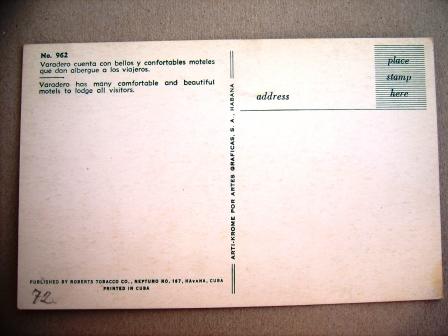 No. 962
Varadero cuenta con bellos y confortables moteles
que dan albergue a los viajeros.
Varadero has many comfortable and beautiful
motels to lodge all visitors.
ARTI-KROME POR ARTES GRAFICAS, S. A., HABANA
place
stamp
here
address
PUBLISHED BY ROBERTS TOBACCO CO., NEPTUNO NO. 167, HAVANA, CUBA
PRINTED IN CUBA
72